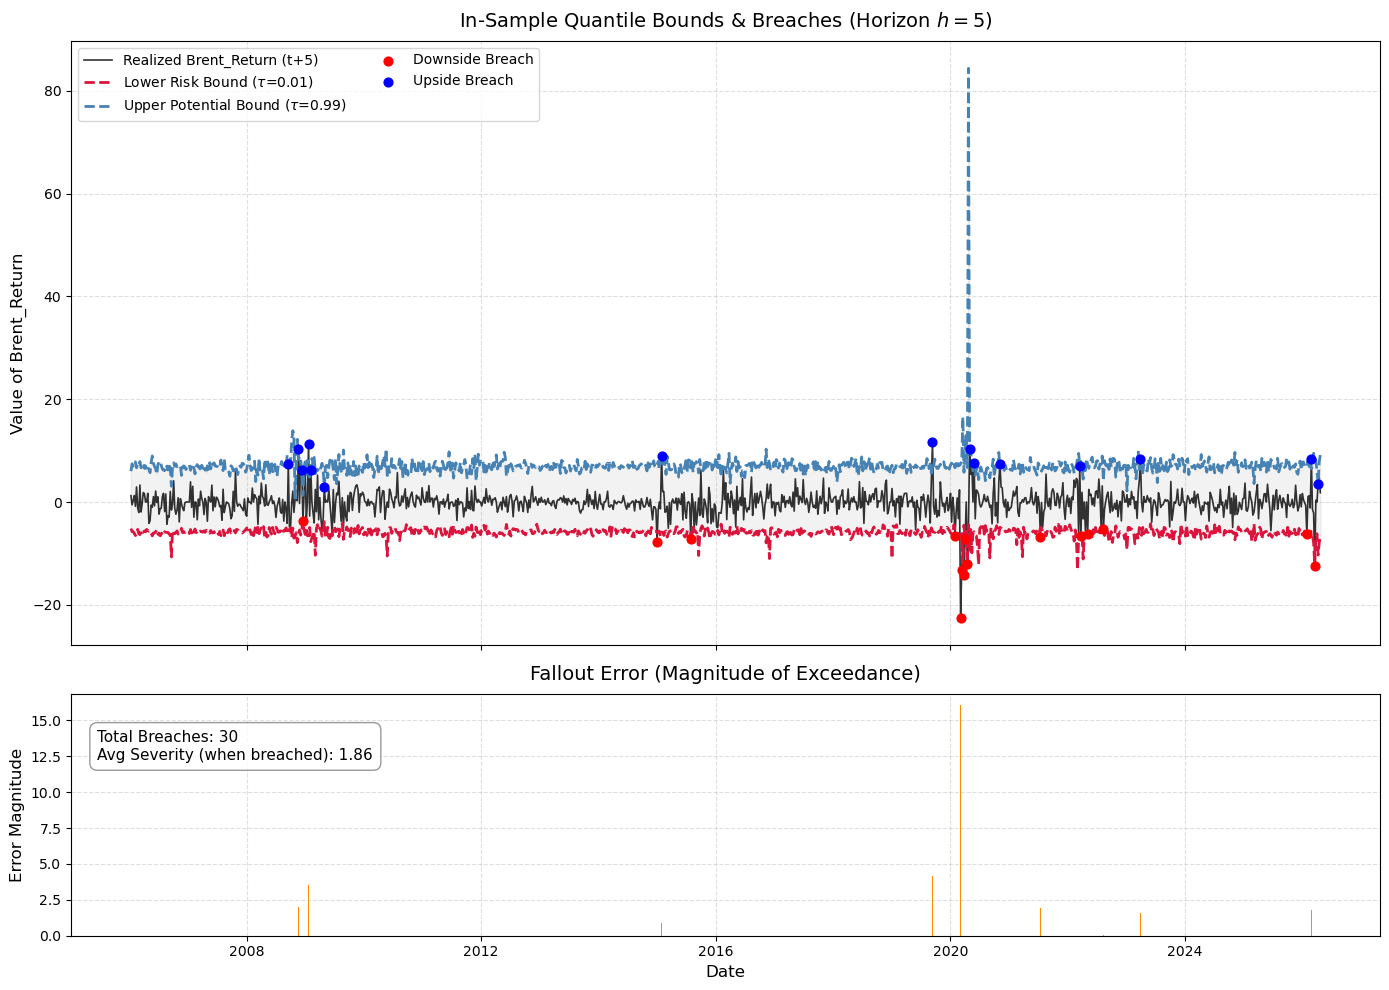 In-Sample Quantile Bounds & Breaches (Horizon h = 5)
Realized Brent_Return (t+5)
Lower Risk Bound (τ=0.01)
Upper Potential Bound (τ=0.99)
Downside Breach
Upside Breach
Value of Brent_Return
80
60
40
20
0
−20
Fallout Error (Magnitude of Exceedance)
Total Breaches: 30
Avg Severity (when breached): 1.86
Error Magnitude
15.0
12.5
10.0
7.5
5.0
2.5
0.0
2008
2012
2016
2020
2024
Date